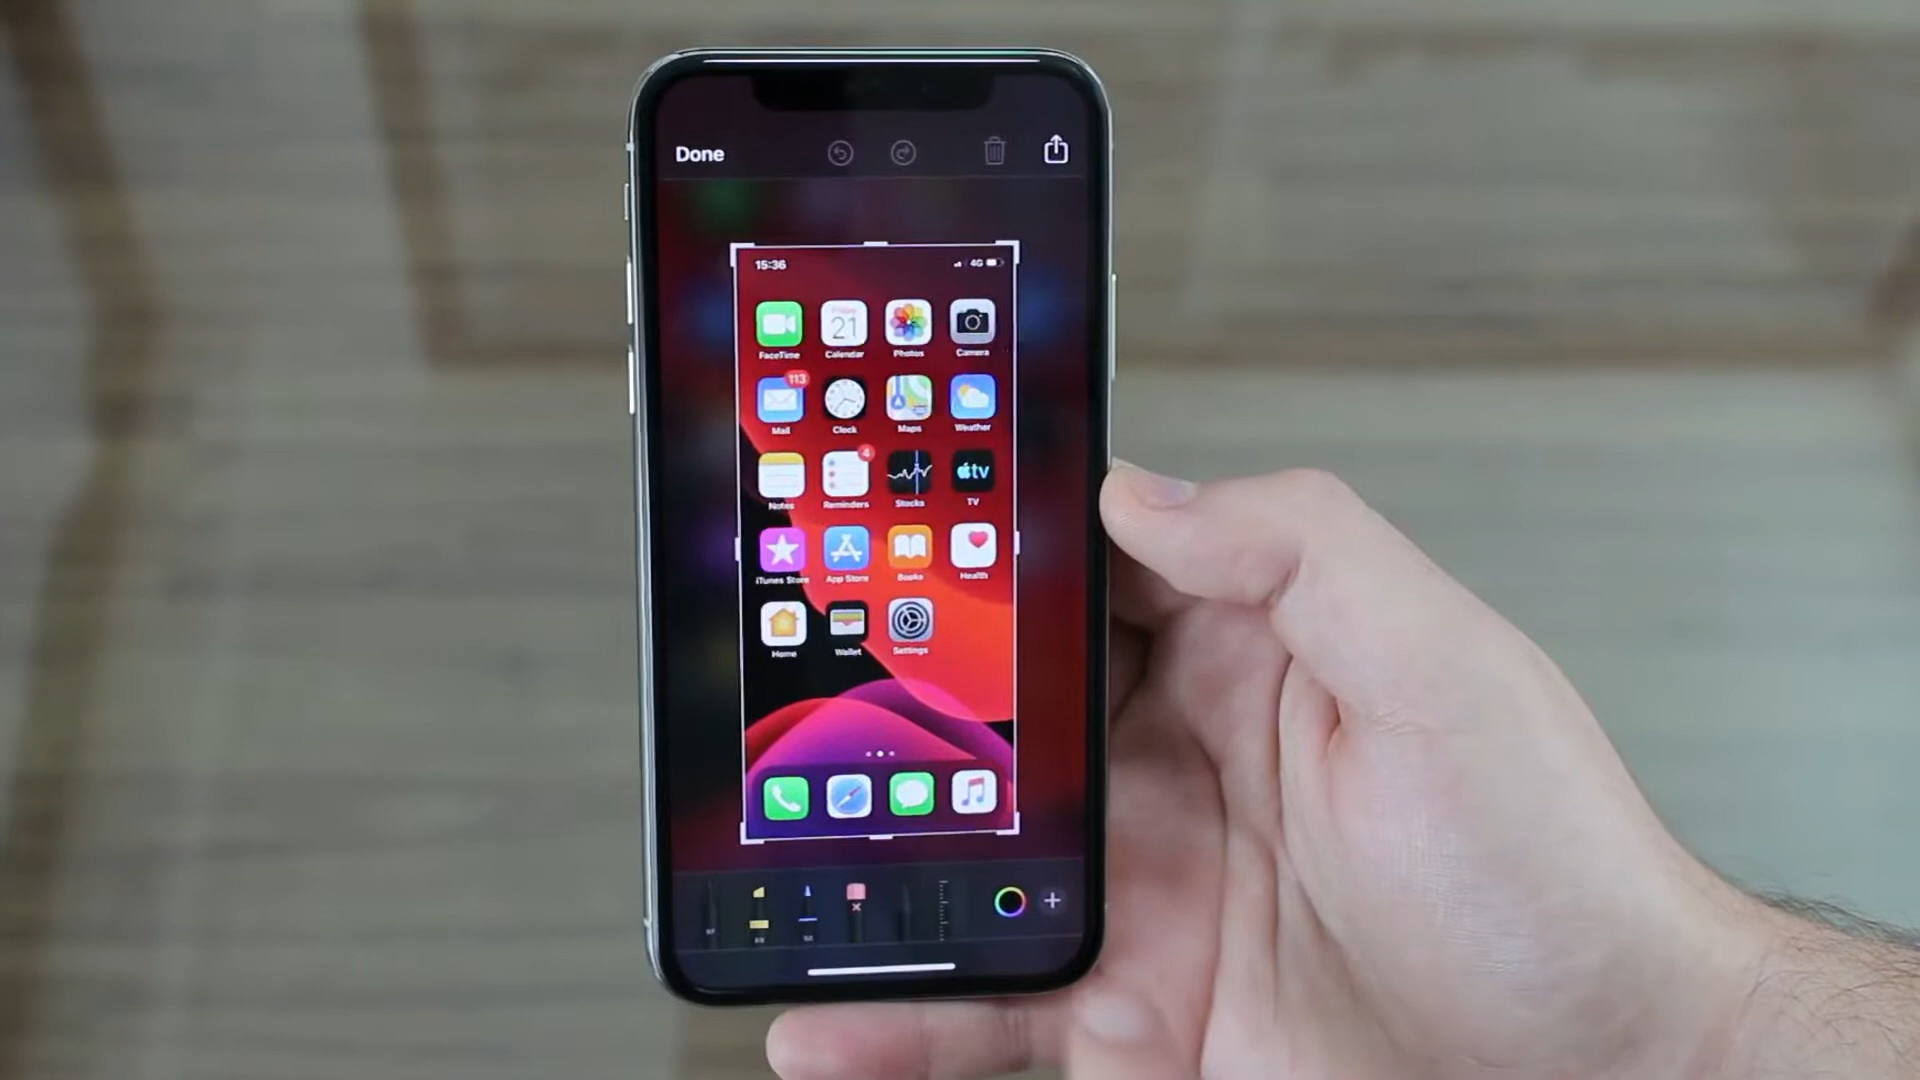 Done
15:36 4G
21
FaceTime Calendar Photos Camera
113
Mail Clock Maps Weather
4
tv
Notes Reminders Stocks TV
iTunes Store App Store Books Health
Home Wallet Settings